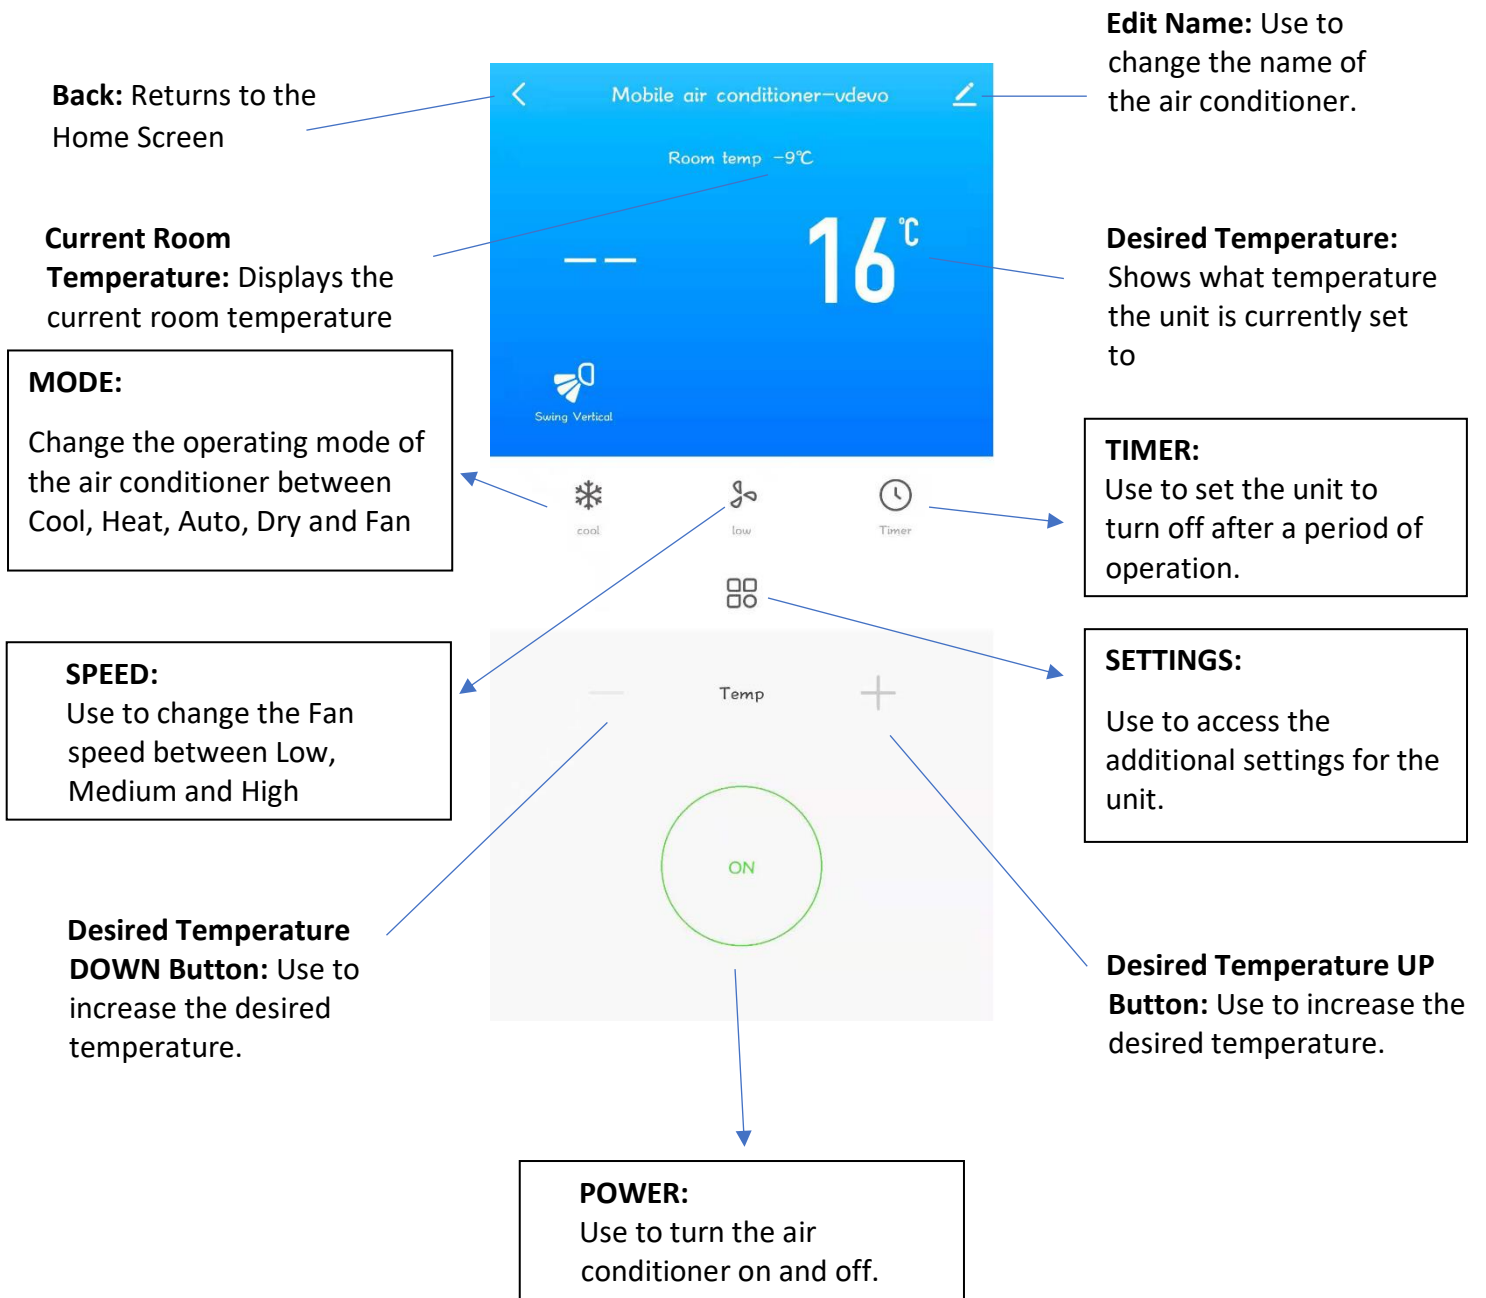 Edit Name: Use to
change the name of
the air conditioner.
Back: Returns to the
Home Screen
Mobile air conditioner-vdevo
Room temp -9℃
Current Room
Temperature: Displays the
current room temperature
--
16℃
Desired Temperature:
Shows what temperature
the unit is currently set
to
Swing Vertical
MODE:
Change the operating mode of
the air conditioner between
Cool, Heat, Auto, Dry and Fan
cool
low
Timer
TIMER:
Use to set the unit to
turn off after a period of
operation.
SPEED:
Use to change the Fan
speed between Low,
Medium and High
Temp
SETTINGS:
Use to access the
additional settings for the
unit.
ON
Desired Temperature
DOWN Button: Use to
increase the desired
temperature.
Desired Temperature UP
Button: Use to increase the
desired temperature.
POWER:
Use to turn the air
conditioner on and off.